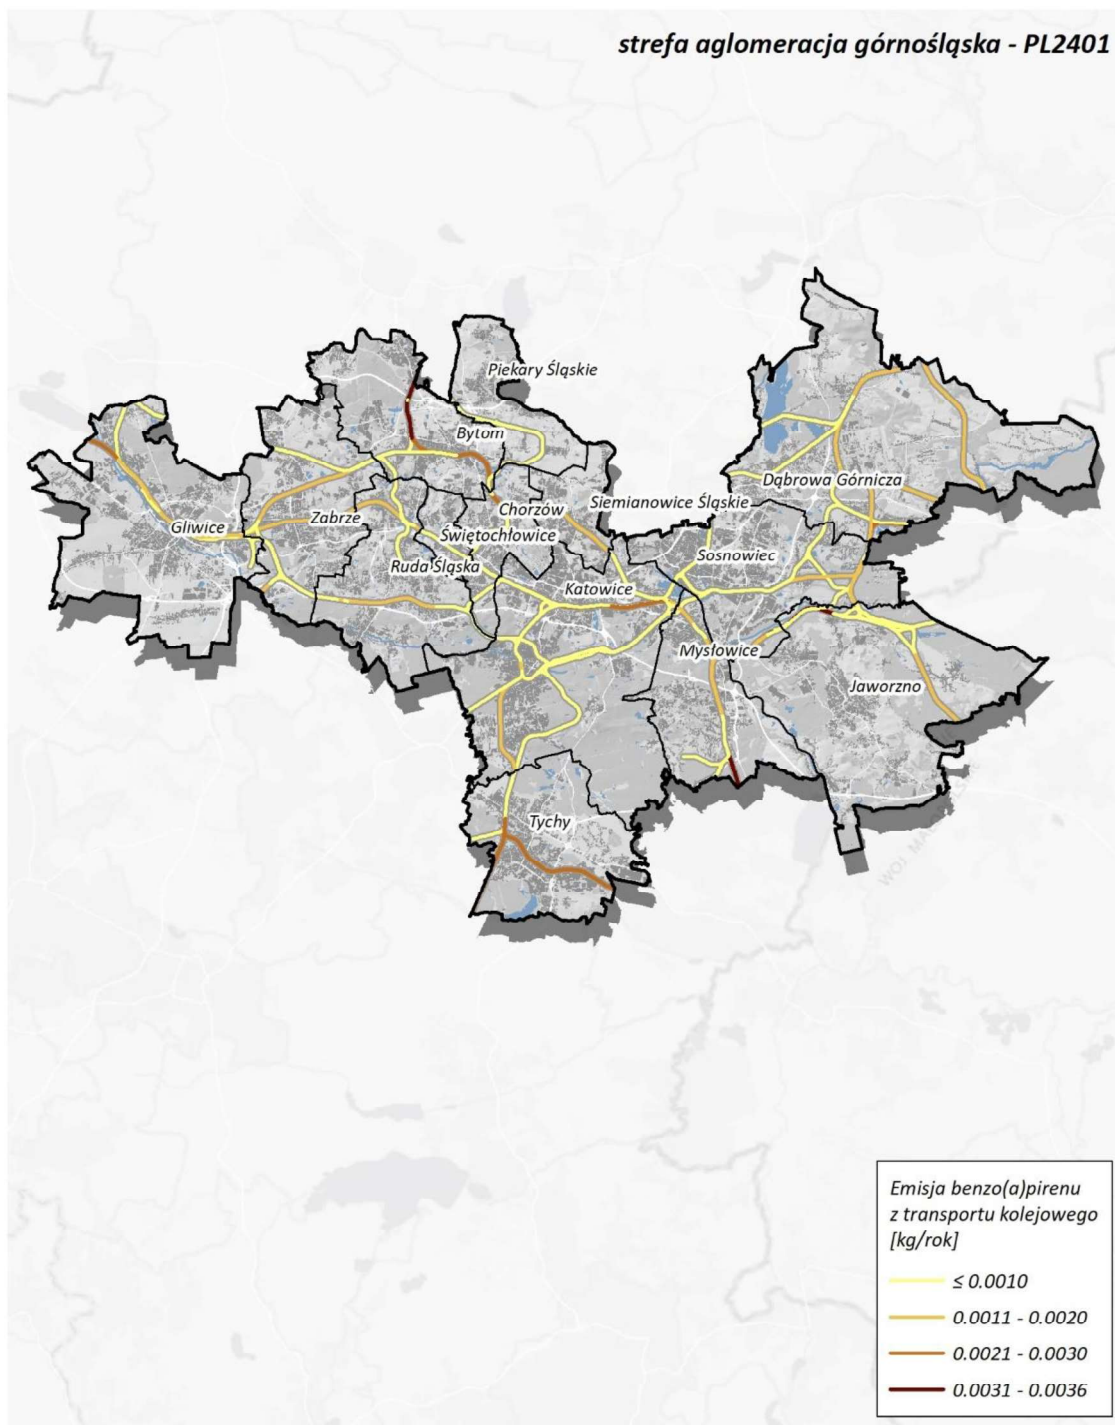 strefa aglomeracja górnośląska - PL2401
Piekary Śląskie
Bytom
Dąbrowa Górnicza
Siemianowice Śląskie
Chorzów
Zabrze
Gliwice
Świętochłowice
Sosnowiec
Ruda Śląska
Katowice
Mysłowice
Jaworzno
Tychy
Emisja benzo(a)pirenu
z transportu kolejowego
[kg/rok]
≤ 0.0010
0.0011 - 0.0020
0.0021 - 0.0030
0.0031 - 0.0036